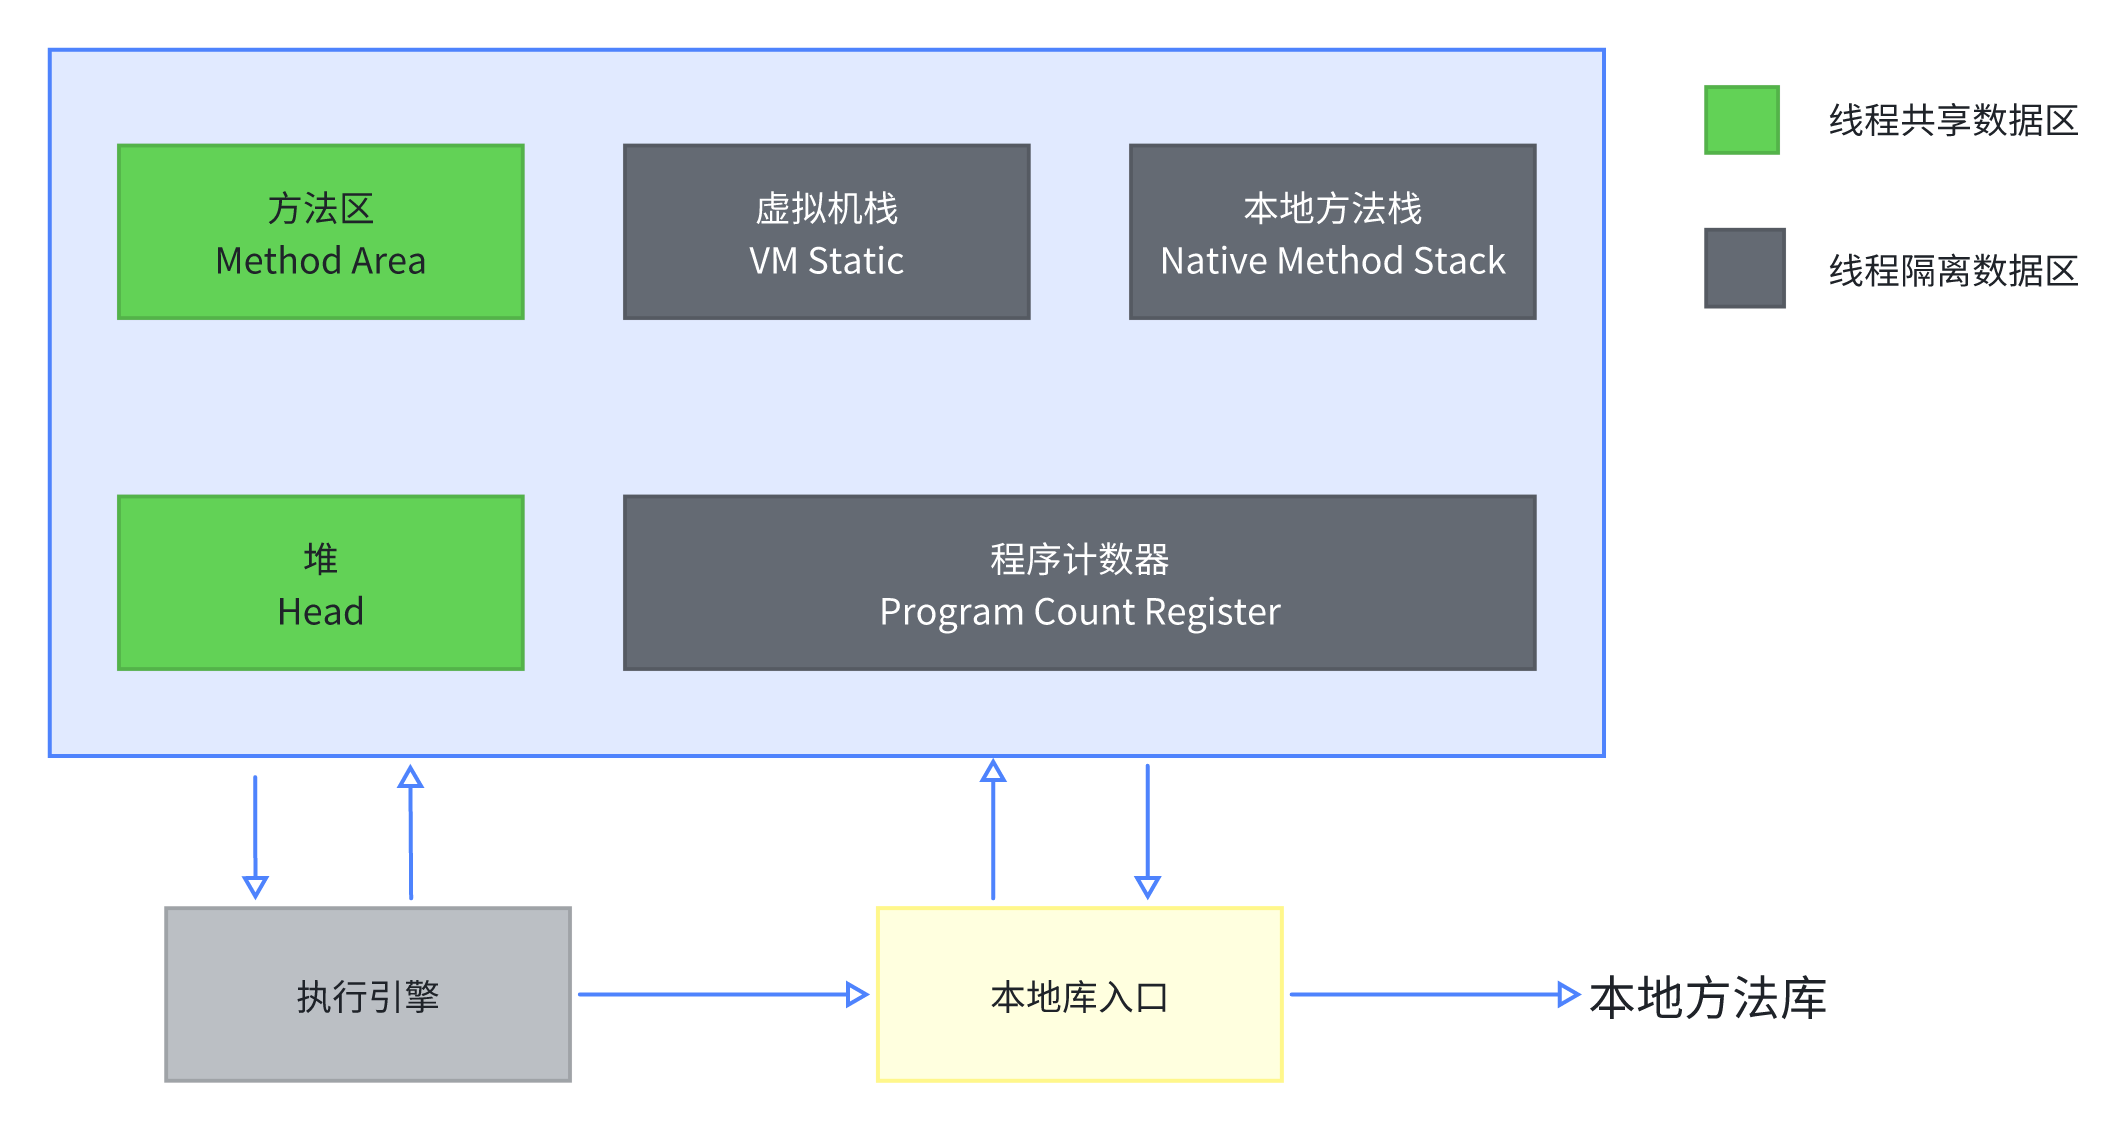 方法区
Method Area
虚拟机栈
VM Static
本地方法栈
Native Method Stack
线程共享数据区
线程隔离数据区
堆
Head
程序计数器
Program Count Register
执行引擎
本地库入口
本地方法库